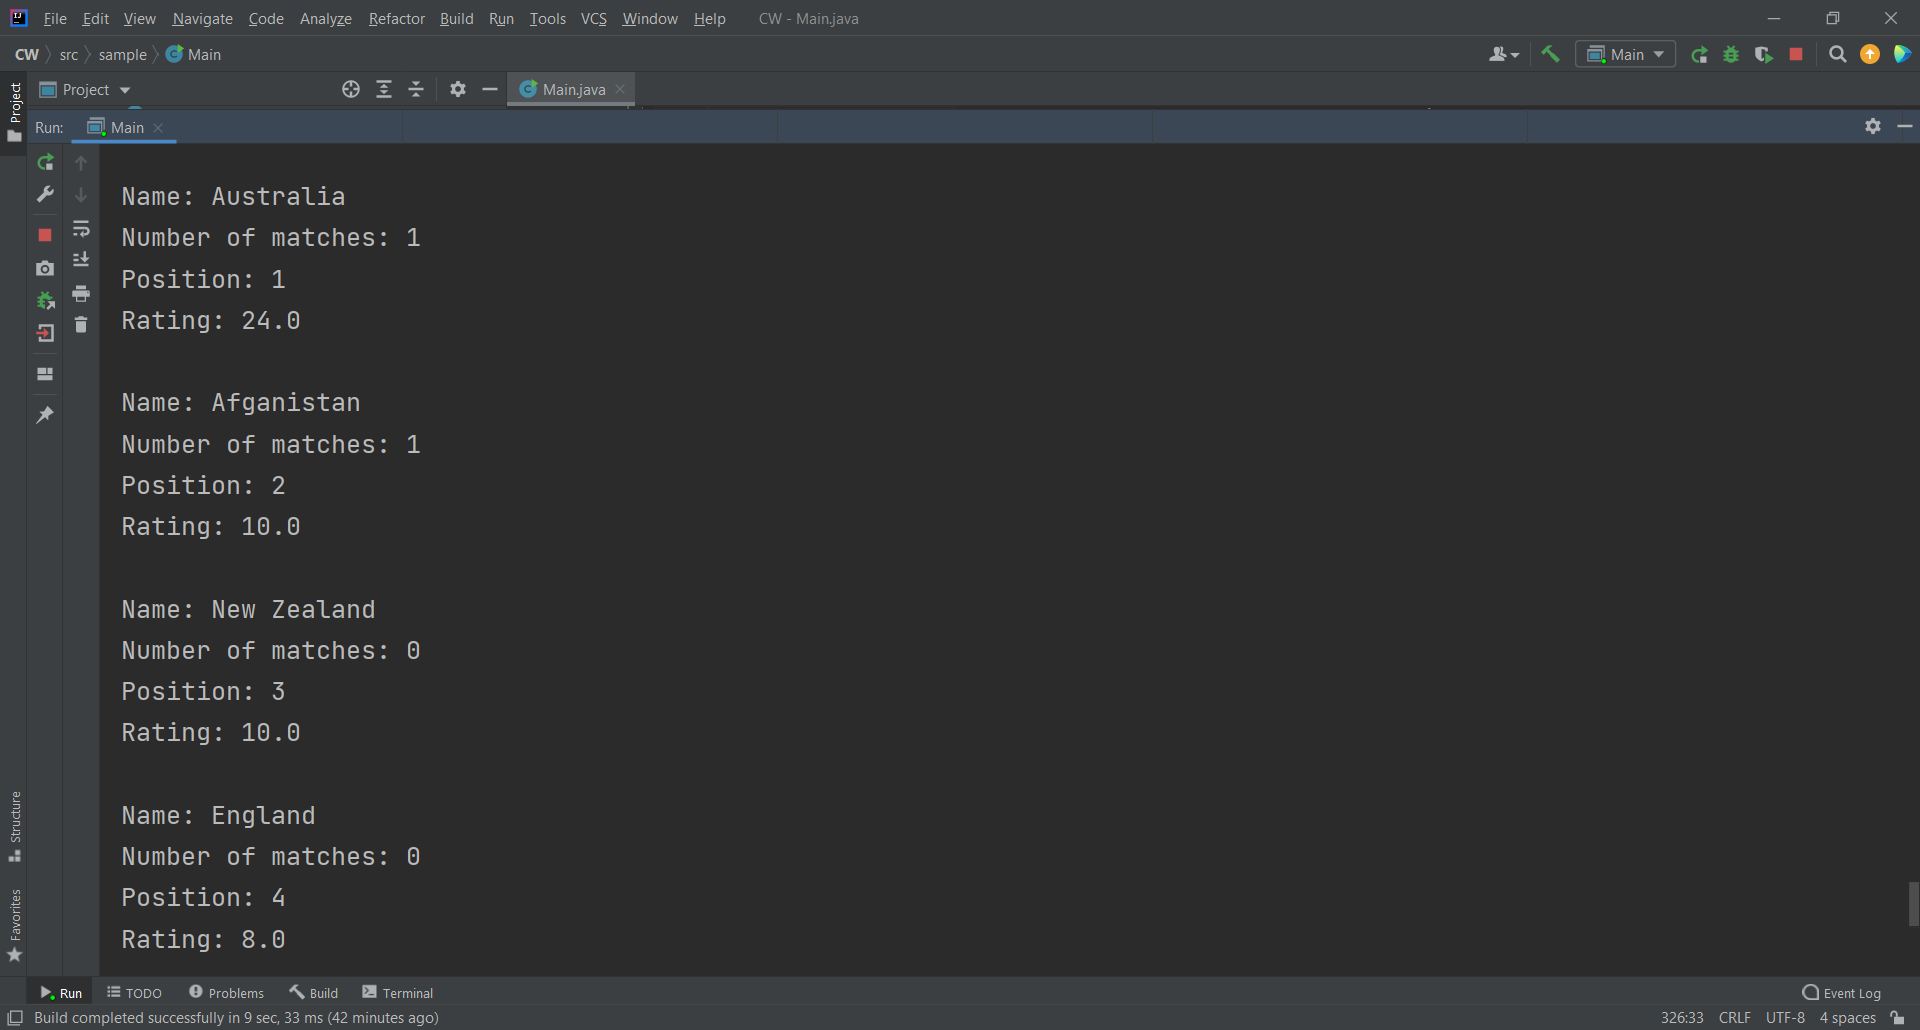 File Edit View Navigate Code Analyze Refactor Build Run Tools VCS Window Help CW - Main.java
CW src sample Main
Main
Project
Main.java
Project
Run: Main
Name: Australia
Number of matches: 1
Position: 1
Rating: 24.0
Name: Afganistan
Number of matches: 1
Position: 2
Rating: 10.0
Name: New Zealand
Number of matches: 0
Position: 3
Rating: 10.0
Name: England
Number of matches: 0
Position: 4
Rating: 8.0
Structure
Favorites
Run TODO Problems Build Terminal Event Log
Build completed successfully in 9 sec, 33 ms (42 minutes ago) 326:33 CRLF UTF-8 4 spaces